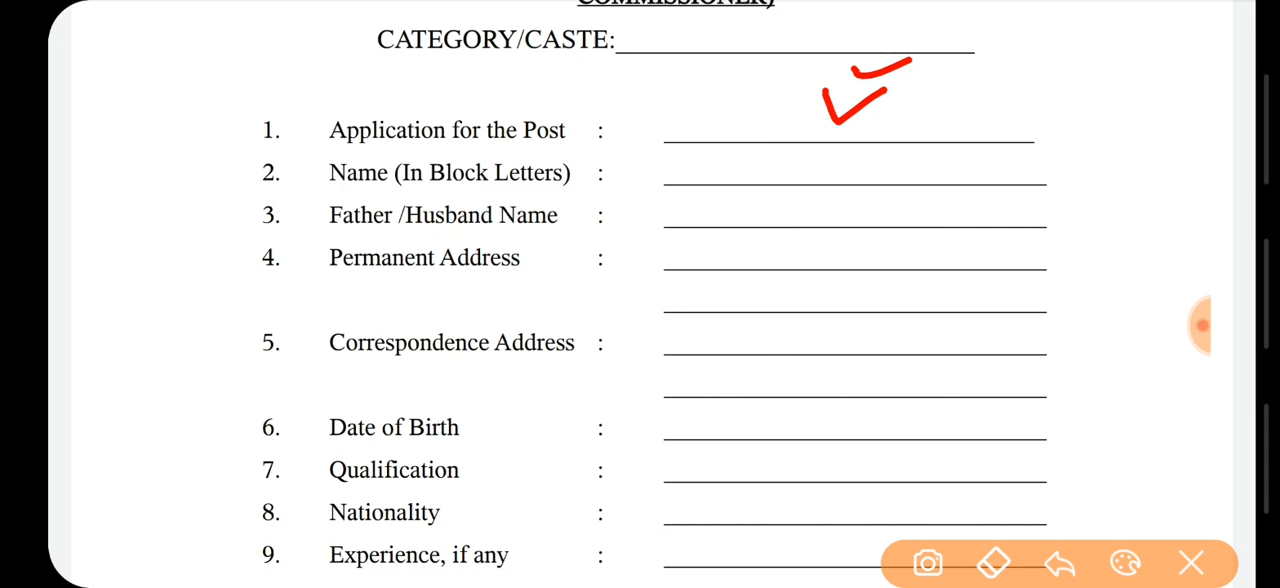 COMMISSIONER)
CATEGORY/CASTE:
1. Application for the Post :
2. Name (In Block Letters) :
3. Father /Husband Name :
4. Permanent Address :
5. Correspondence Address :
6. Date of Birth :
7. Qualification :
8. Nationality :
9. Experience, if any :